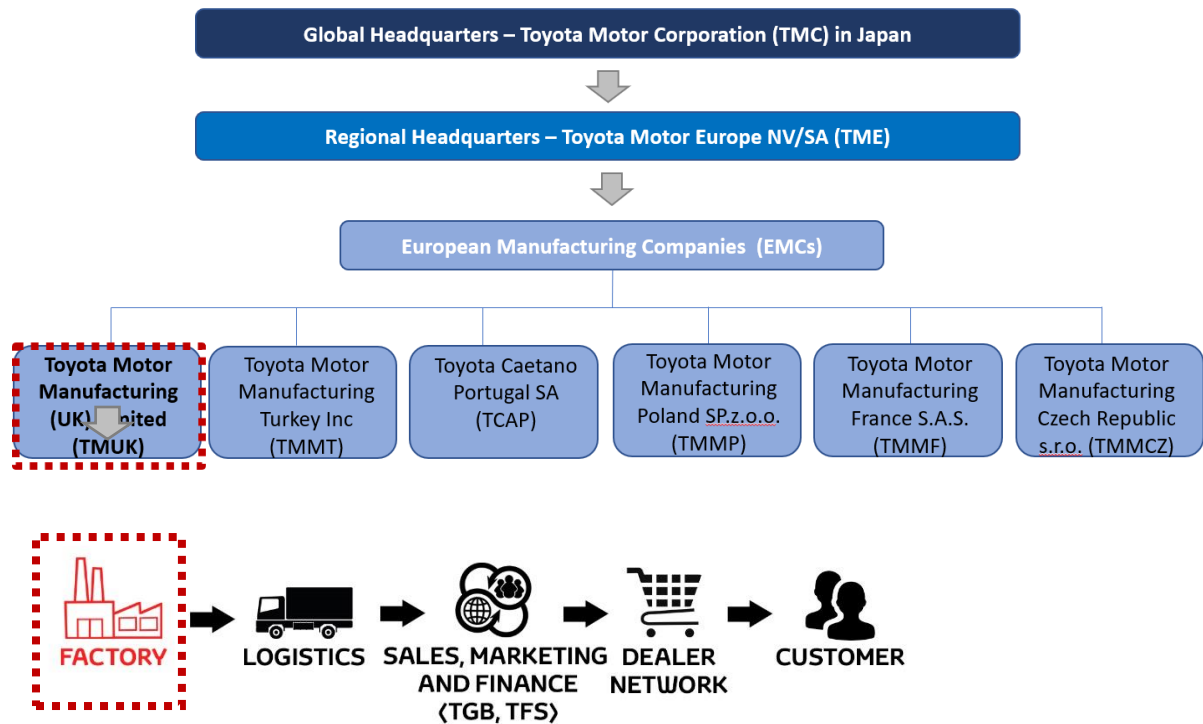 Global Headquarters – Toyota Motor Corporation (TMC) in Japan
Regional Headquarters – Toyota Motor Europe NV/SA (TME)
European Manufacturing Companies  (EMCs)
Toyota Motor
Manufacturing
(UK)
(TMUK)
Toyota Motor
Manufacturing
Turkey Inc
(TMMT)
Toyota Caetano
Portugal SA
(TCAP)
Toyota Motor
Manufacturing
Poland SP.z.o.o.
(TMMP)
Toyota Motor
Manufacturing
France S.A.S.
(TMMF)
Toyota Motor
Manufacturing
Czech Republic
s.r.o. (TMMCZ)
FACTORY
LOGISTICS
SALES, MARKETING
AND FINANCE
(TGB, TFS)
DEALER
NETWORK
CUSTOMER